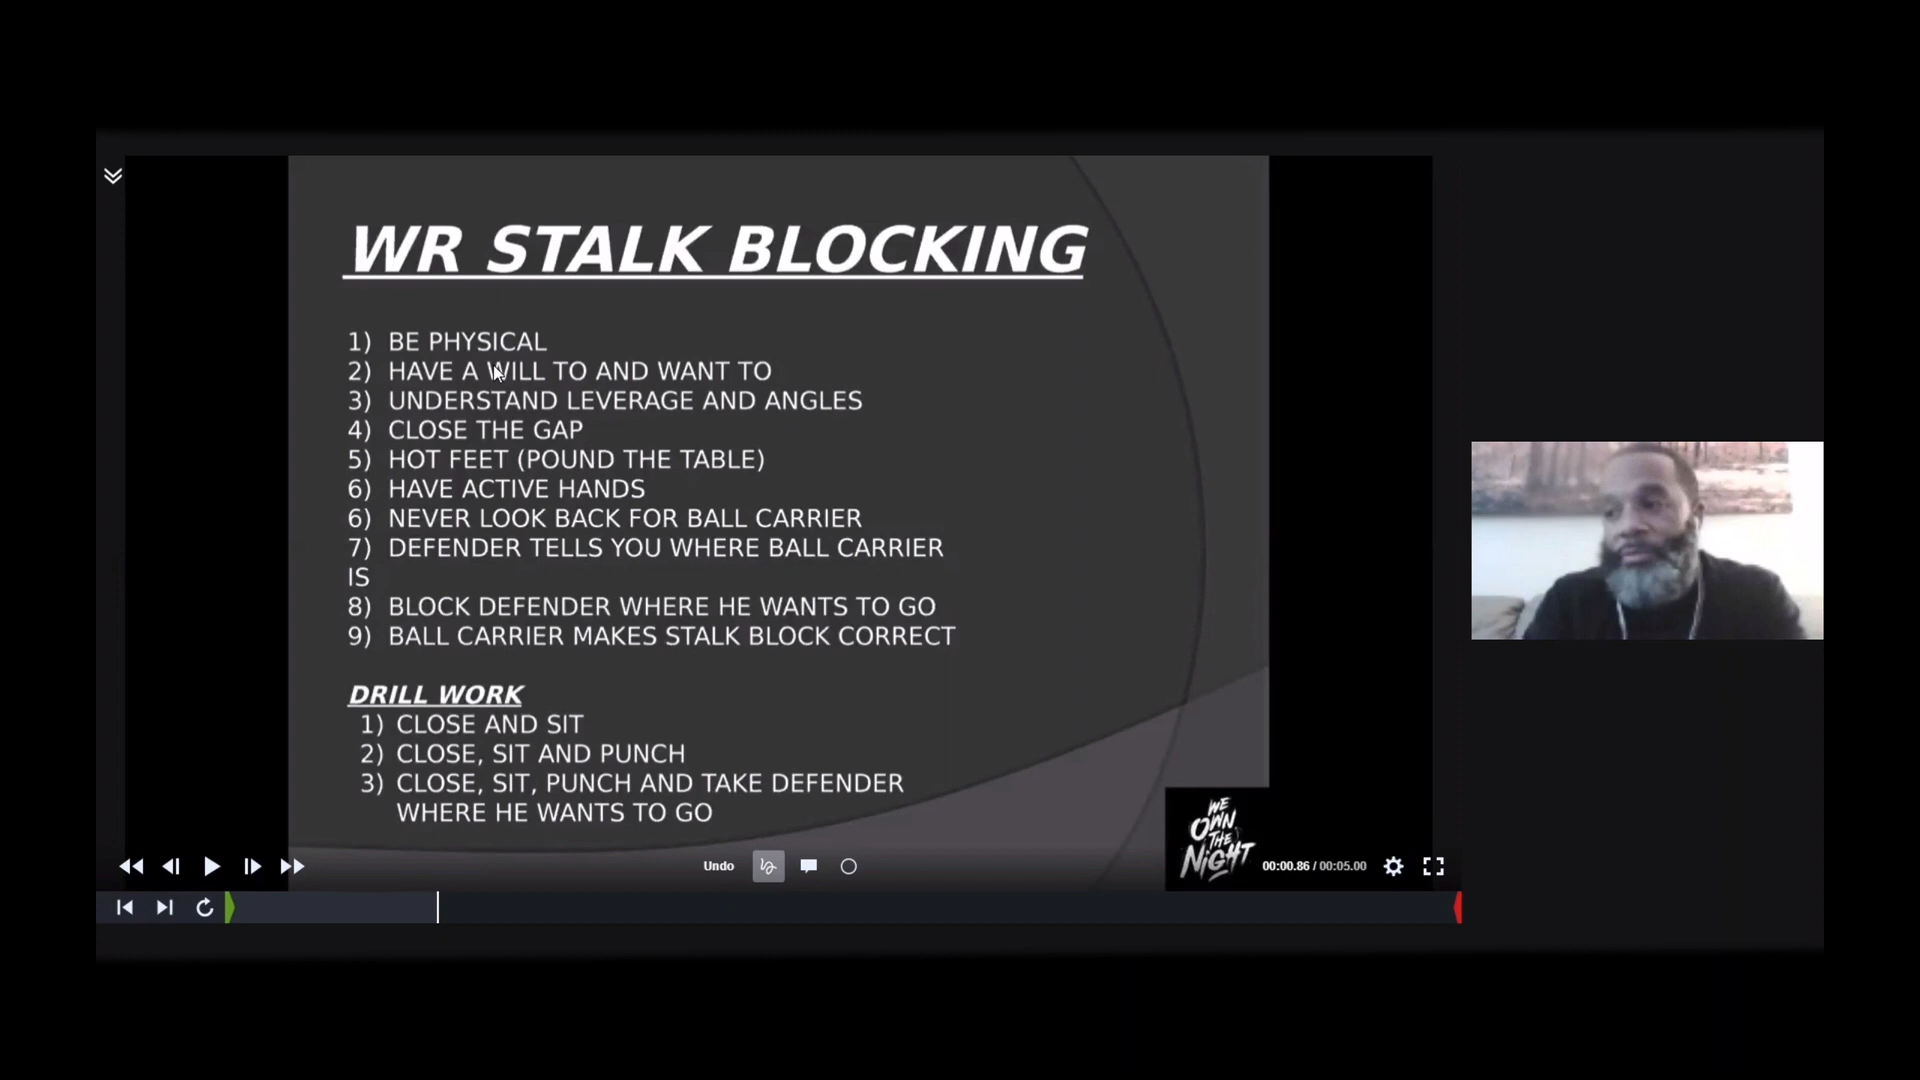 WR STALK BLOCKING
1) BE PHYSICAL
2) HAVE A WILL TO AND WANT TO
3) UNDERSTAND LEVERAGE AND ANGLES
4) CLOSE THE GAP
5) HOT FEET (POUND THE TABLE)
6) HAVE ACTIVE HANDS
6) NEVER LOOK BACK FOR BALL CARRIER
7) DEFENDER TELLS YOU WHERE BALL CARRIER
IS
8) BLOCK DEFENDER WHERE HE WANTS TO GO
9) BALL CARRIER MAKES STALK BLOCK CORRECT
DRILL WORK
1) CLOSE AND SIT
2) CLOSE, SIT AND PUNCH
3) CLOSE, SIT, PUNCH AND TAKE DEFENDER
WHERE HE WANTS TO GO
WE
OWN
THE
NiGHT
Undo
00:00.86 / 00:05.00